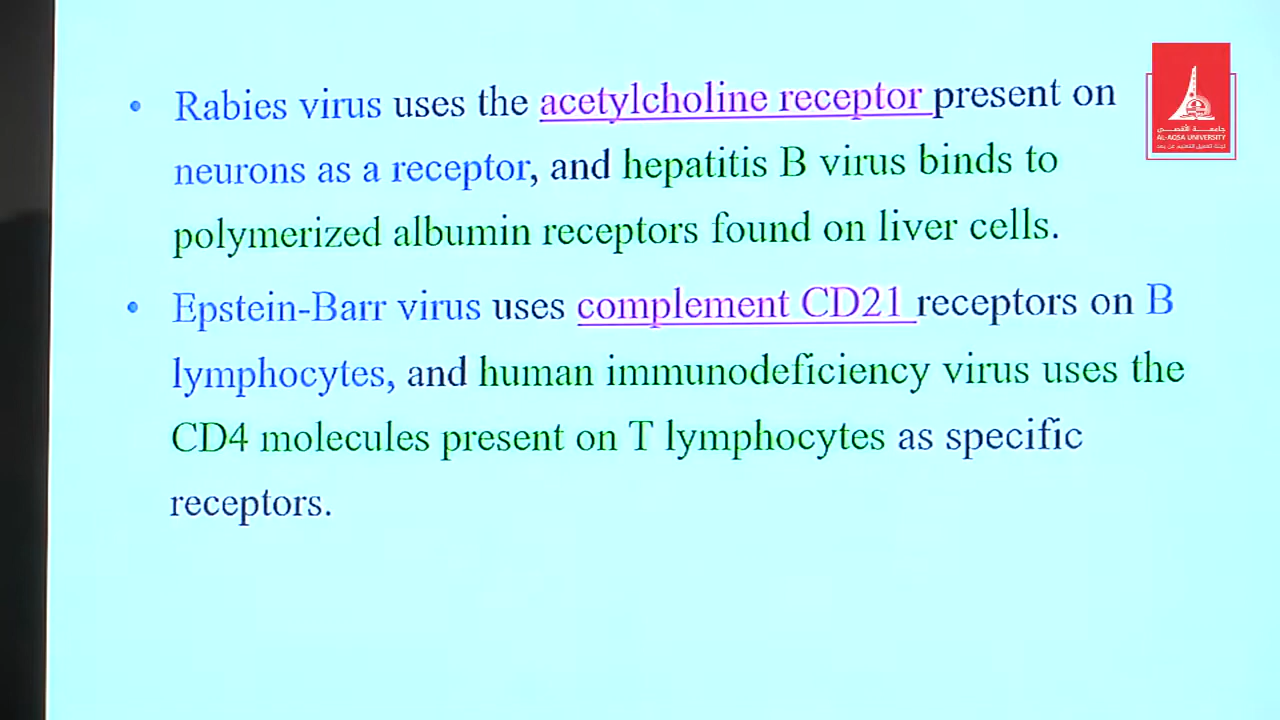 • Rabies virus uses the acetylcholine receptor present on
neurons as a receptor, and hepatitis B virus binds to
polymerized albumin receptors found on liver cells.
• Epstein-Barr virus uses complement CD21 receptors on B
lymphocytes, and human immunodeficiency virus uses the
CD4 molecules present on T lymphocytes as specific
receptors.
جامعة الأقصى
AL-AQSA UNIVERSITY